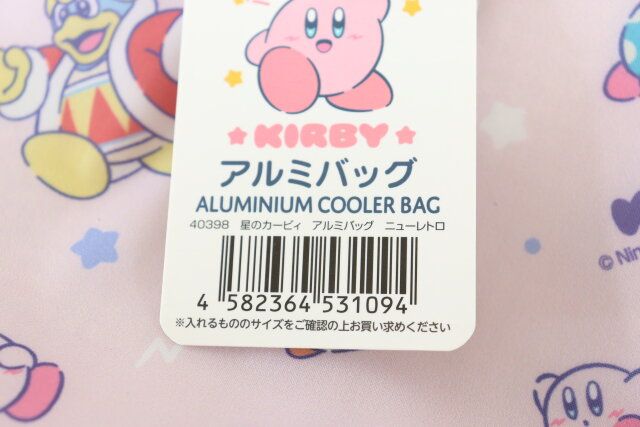 KIRBY
アルミバッグ
ALUMINIUM COOLER BAG
40398 星のカービィ アルミバッグ ニューレトロ
4 582364 531094
※入れるもののサイズをご確認の上お買い求めください
© Nin